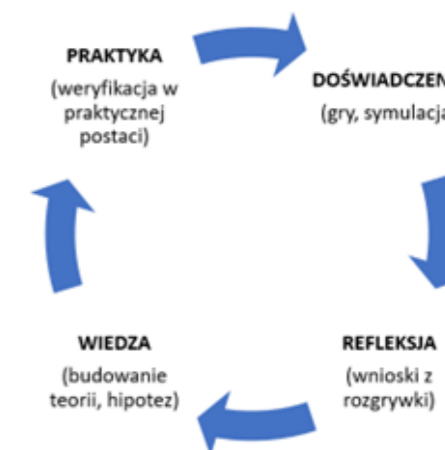 PRAKTYKA
(weryfikacja w
praktycznej
postaci)
DOŚWIADCZEN
(gry, symulacja
WIEDZA
(budowanie
teorii, hipotez)
REFLEKSJA
(wnioski z
rozgrywki)